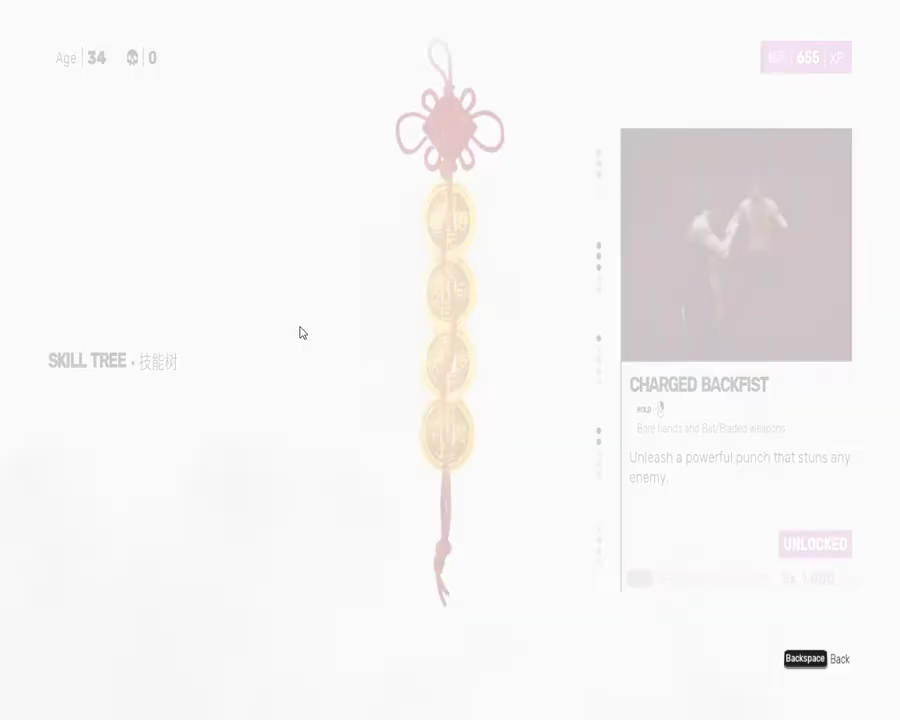 Age 34 0
655 XP
SKILL TREE · 技能树
CHARGED BACKFIST
HOLD
Bare hands and Bat/Bladed weapons
Unleash a powerful punch that stuns any
enemy.
UNLOCKED
Backspace Back